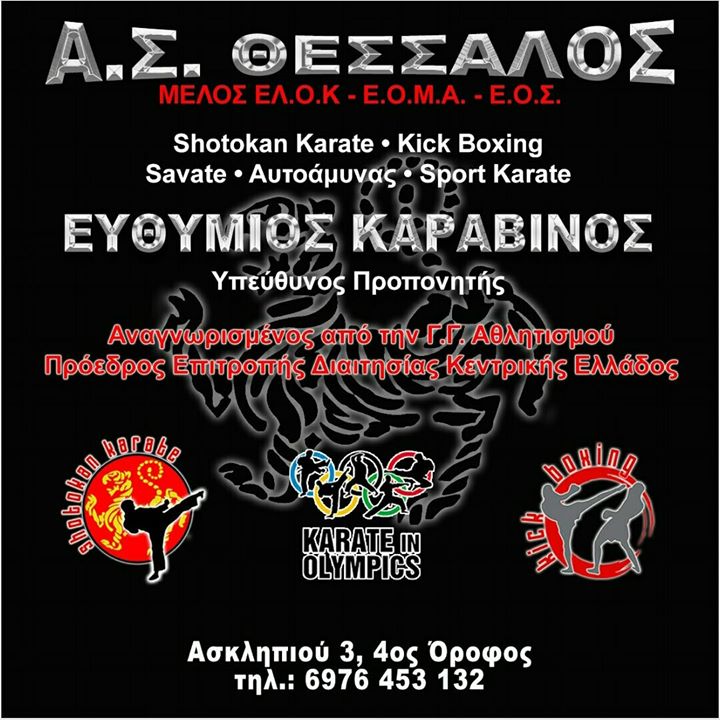 Α.Σ. ΘΕΣΣΑΛΟΣ
ΜΕΛΟΣ ΕΛ.Ο.Κ - Ε.Ο.Μ.Α. - Ε.Ο.Σ.
Shotokan Karate • Kick Boxing
Savate • Αυτοάμυνας • Sport Karate
ΕΥΘΥΜΙΟΣ ΚΑΡΑΒΙΝΟΣ
Υπεύθυνος Προπονητής
Αναγνωρισμένος από την Γ.Γ. Αθλητισμού
Πρόεδρος Επιτροπής Διαιτησίας Κεντρικής Ελλάδος
shotokan karate
KARATE IN
OLYMPICS
kick boxing
Ασκληπιού 3, 4ος Όροφος
τηλ.: 6976 453 132